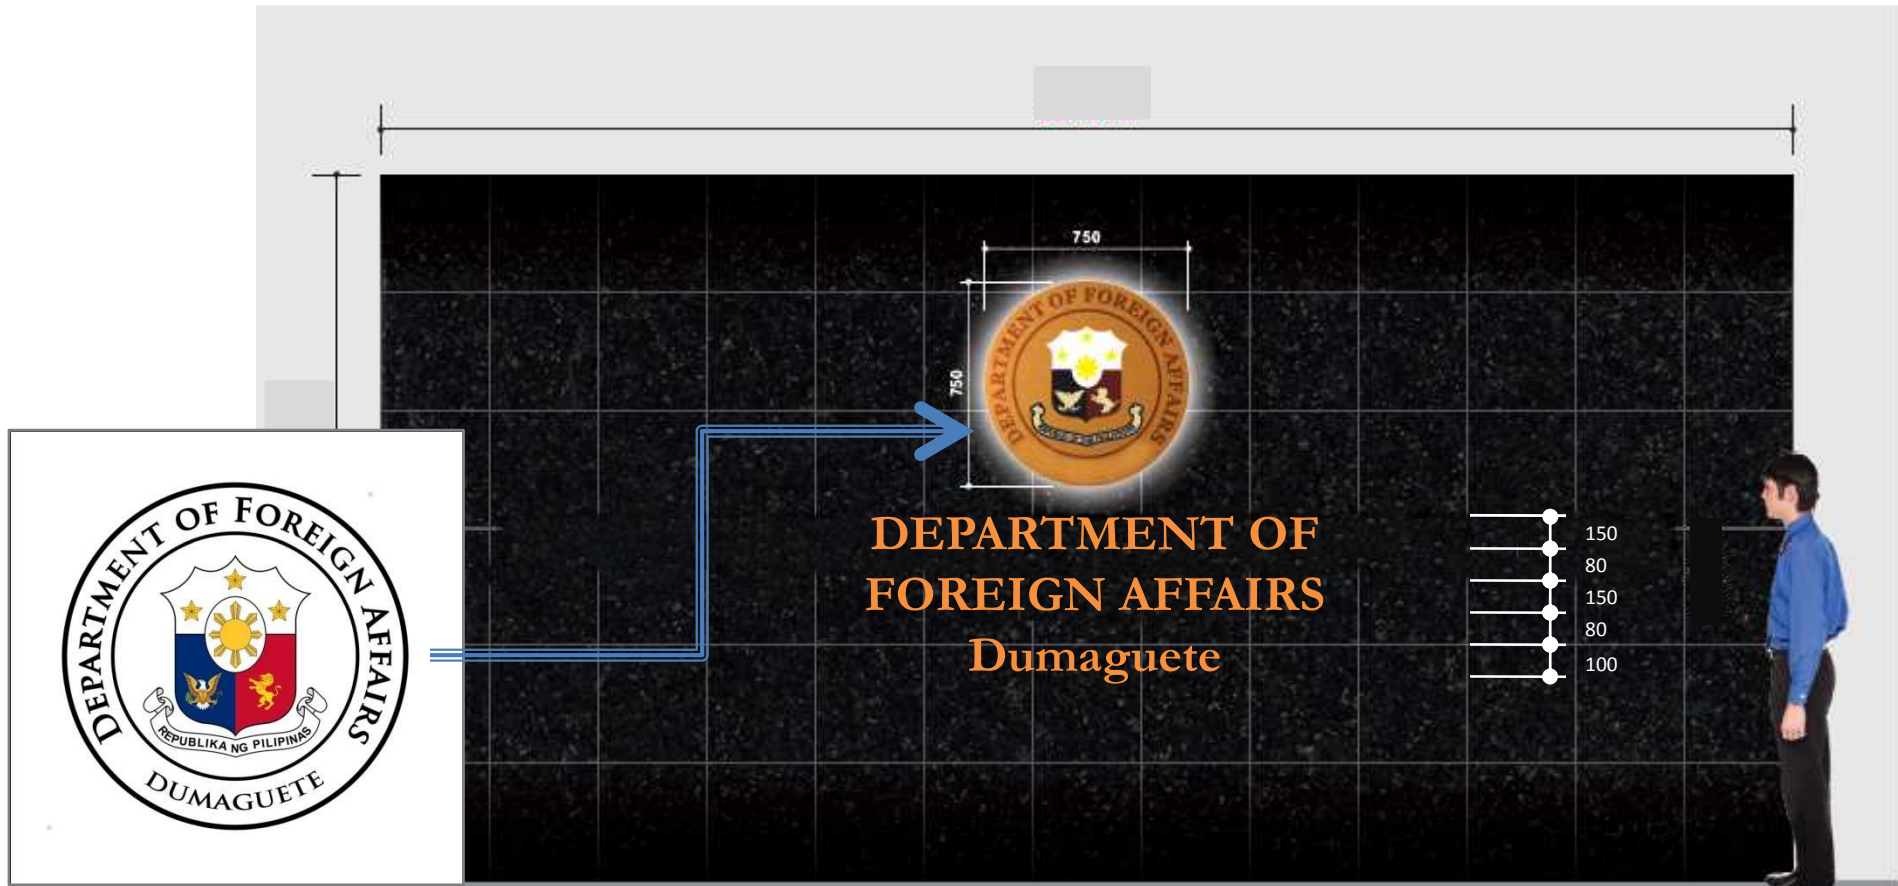 750
750
DEPARTMENT OF FOREIGN AFFAIRS
DEPARTMENT OF
FOREIGN AFFAIRS
Dumaguete
150
80
150
80
100
DEPARTMENT OF FOREIGN AFFAIRS
REPUBLIKA NG PILIPINAS
DUMAGUETE